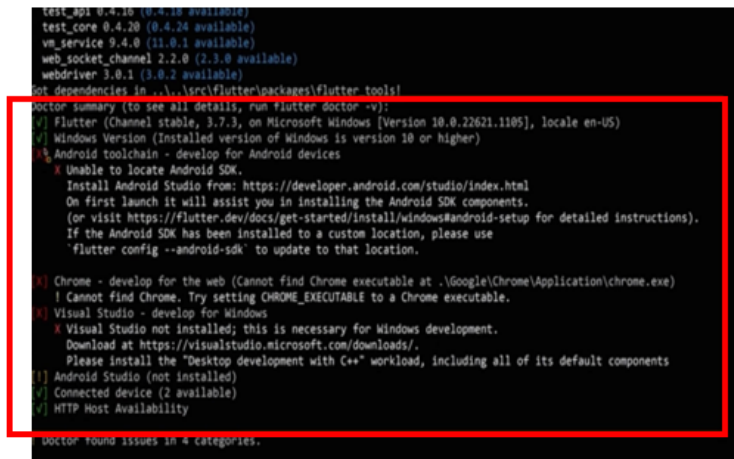 test_api 0.4.16 (0.4.18 available)
test_core 0.4.20 (0.4.24 available)
vm_service 9.4.0 (11.0.1 available)
web_socket_channel 2.2.0 (2.3.0 available)
webdriver 3.0.1 (3.0.2 available)
Got dependencies in ..\..\src\flutter\packages\flutter_tools!
Doctor summary (to see all details, run flutter doctor -v):
[√] Flutter (Channel stable, 3.7.3, on Microsoft Windows [Version 10.0.22621.1105], locale en-US)
[√] Windows Version (Installed version of Windows is version 10 or higher)
[X] Android toolchain - develop for Android devices
X Unable to locate Android SDK.
Install Android Studio from: https://developer.android.com/studio/index.html
On first launch it will assist you in installing the Android SDK components.
(or visit https://flutter.dev/docs/get-started/install/windows#android-setup for detailed instructions).
If the Android SDK has been installed to a custom location, please use
`flutter config --android-sdk` to update to that location.
[X] Chrome - develop for the web (Cannot find Chrome executable at .\Google\Chrome\Application\chrome.exe)
! Cannot find Chrome. Try setting CHROME_EXECUTABLE to a Chrome executable.
[X] Visual Studio - develop for Windows
X Visual Studio not installed; this is necessary for Windows development.
Download at https://visualstudio.microsoft.com/downloads/.
Please install the "Desktop development with C++" workload, including all of its default components
[!] Android Studio (not installed)
[√] Connected device (2 available)
[√] HTTP Host Availability
! Doctor found issues in 4 categories.